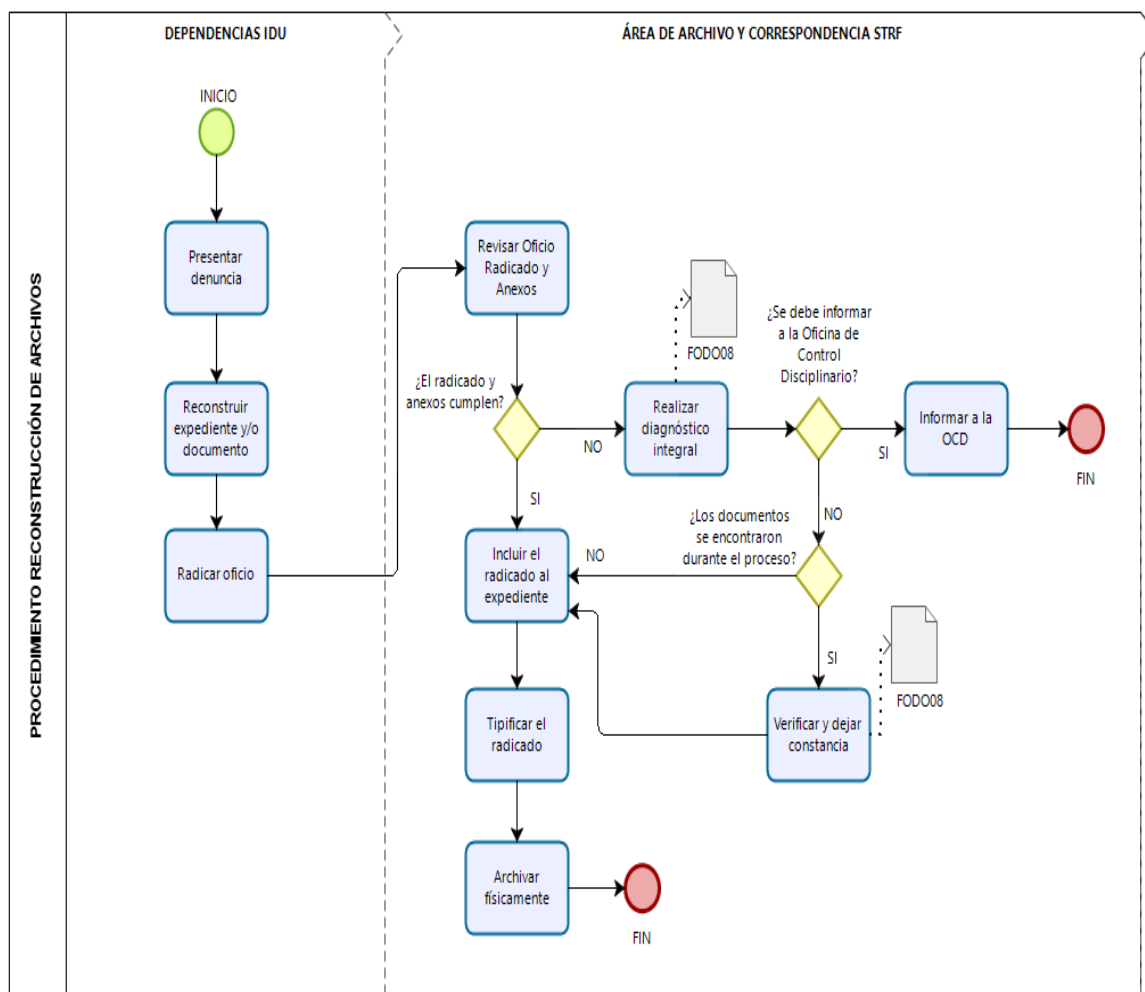 PROCEDIMIENTO RECONSTRUCCIÓN DE ARCHIVOS
DEPENDENCIAS IDU
ÁREA DE ARCHIVO Y CORRESPONDENCIA STRF
INICIO
Presentar
denuncia
Reconstruir
expediente y/o
documento
Radicar oficio
Revisar Oficio
Radicado y
Anexos
¿El radicado y
anexos cumplen?
NO
SI
Realizar
diagnóstico
integral
FODO08
¿Se debe informar
a la Oficina de
Control
Disciplinario?
SI
Informar a la
OCD
FIN
NO
¿Los documentos
se encontraron
durante el proceso?
NO
SI
Incluir el
radicado al
expediente
Verificar y dejar
constancia
FODO08
Tipificar el
radicado
Archivar
físicamente
FIN